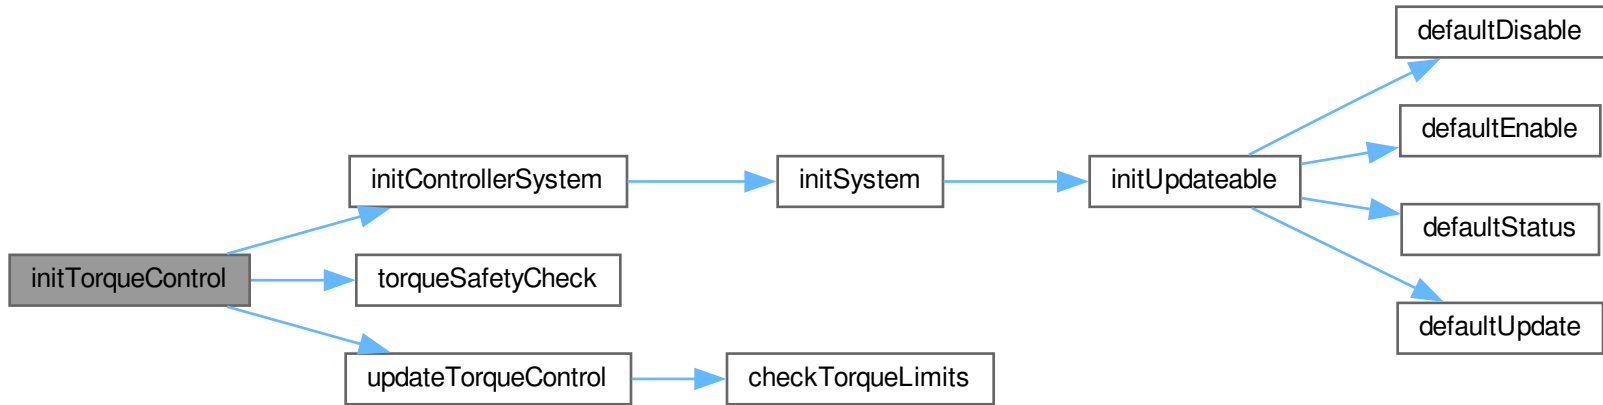 defaultDisable
defaultEnable
initControllerSystem
initSystem
initUpdateable
defaultStatus
initTorqueControl
torqueSafetyCheck
defaultUpdate
updateTorqueControl
checkTorqueLimits